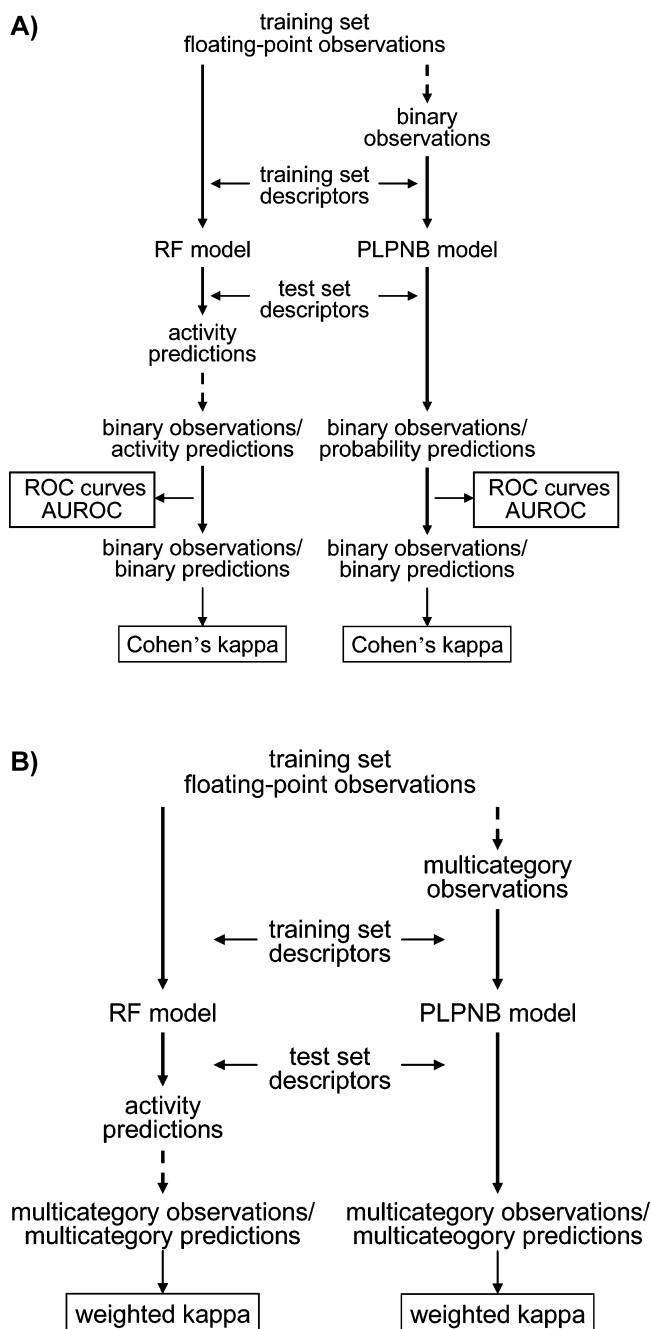 A)
training set
floating-point observations
binary
observations
training set
descriptors
RF model
PLPNB model
test set
descriptors
activity
predictions
binary observations/
activity predictions
binary observations/
probability predictions
ROC curves
AUROC
ROC curves
AUROC
binary observations/
binary predictions
binary observations/
binary predictions
Cohen's kappa
Cohen's kappa
B)
training set
floating-point observations
multicategory
observations
training set
descriptors
RF model
PLPNB model
test set
descriptors
activity
predictions
multicategory observations/
multicategory predictions
multicategory observations/
multicateogory predictions
weighted kappa
weighted kappa